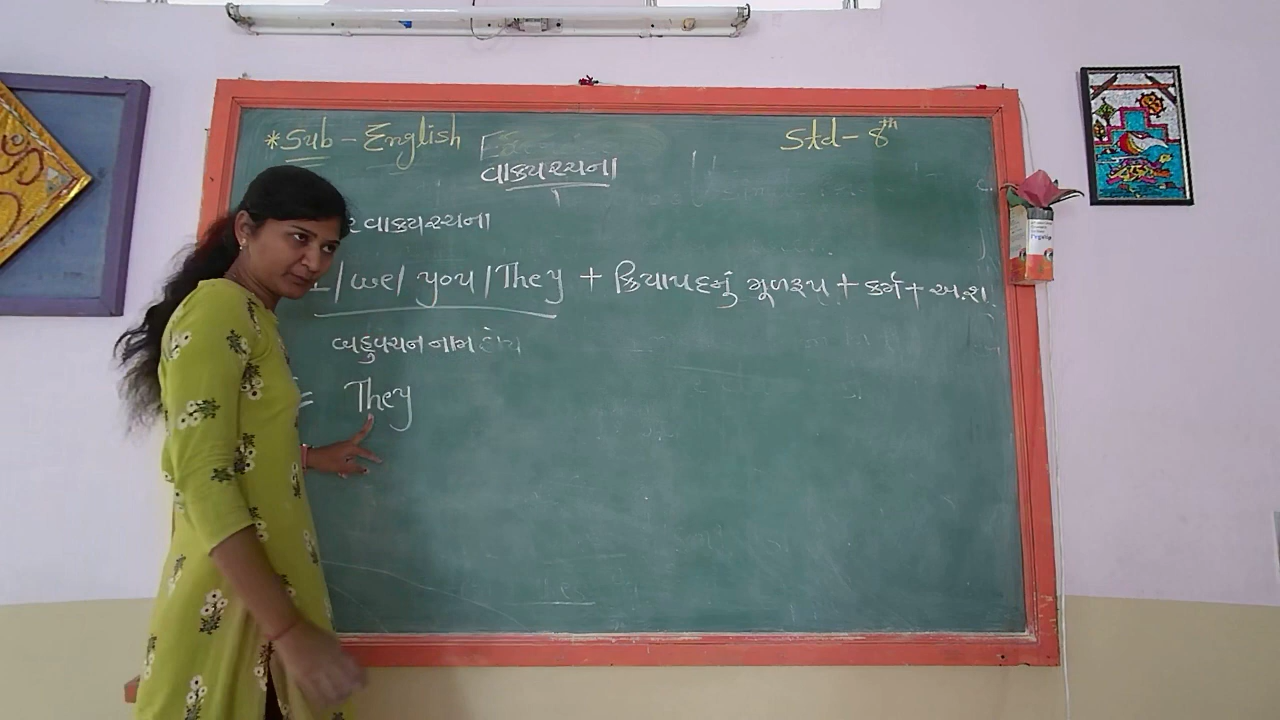 *Sub - English
Std - 8th
વાક્યરચના
વાક્યરચના
I / we / you / They + ક્રિયાપદનું મૂળરૂપ + કર્મ + અ.શ.
બહુવચન નામ હોય
= They